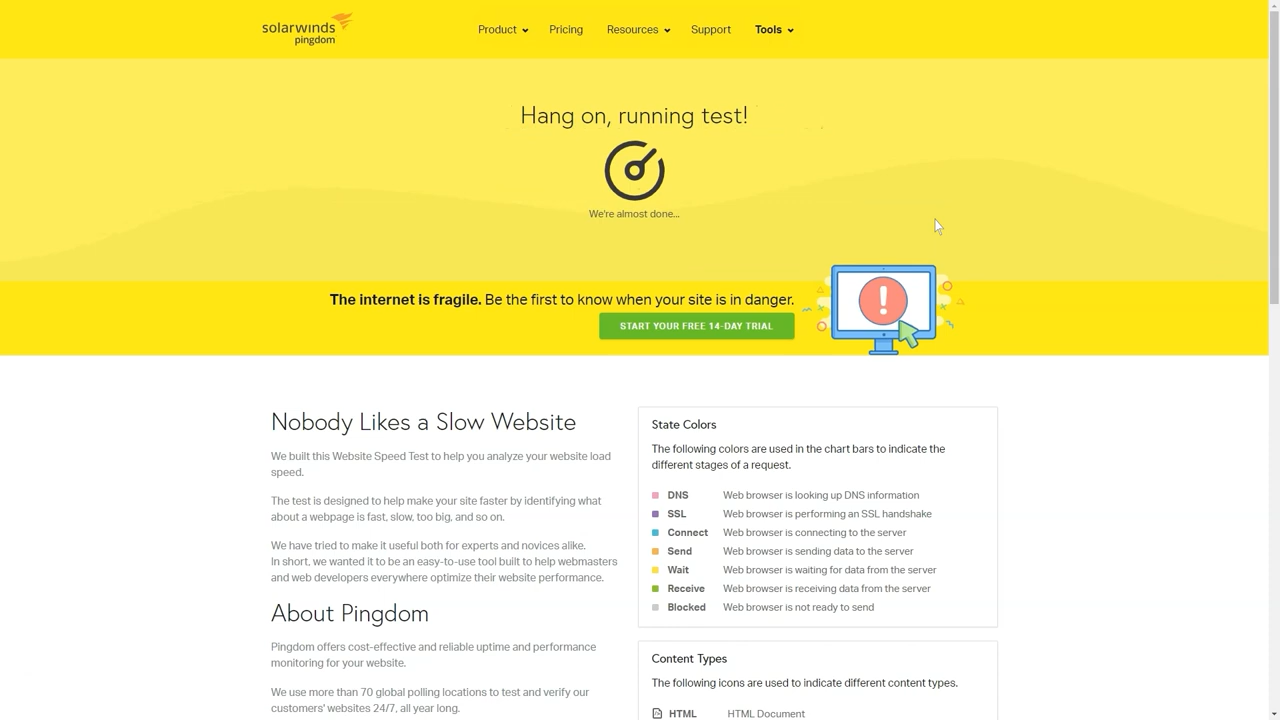 solarwinds
pingdom
Product
Pricing
Resources
Support
Tools
Hang on, running test!
We're almost done...
The internet is fragile. Be the first to know when your site is in danger.
START YOUR FREE 14-DAY TRIAL
!
Nobody Likes a Slow Website
We built this Website Speed Test to help you analyze your website load
speed.
The test is designed to help make your site faster by identifying what
about a webpage is fast, slow, too big, and so on.
We have tried to make it useful both for experts and novices alike.
In short, we wanted it to be an easy-to-use tool built to help webmasters
and web developers everywhere optimize their website performance.
About Pingdom
Pingdom offers cost-effective and reliable uptime and performance
monitoring for your website.
We use more than 70 global polling locations to test and verify our
customers' websites 24/7, all year long.
State Colors
The following colors are used in the chart bars to indicate the
different stages of a request.
DNS Web browser is looking up DNS information
SSL Web browser is performing an SSL handshake
Connect Web browser is connecting to the server
Send Web browser is sending data to the server
Wait Web browser is waiting for data from the server
Receive Web browser is receiving data from the server
Blocked Web browser is not ready to send
Content Types
The following icons are used to indicate different content types.
HTML HTML Document